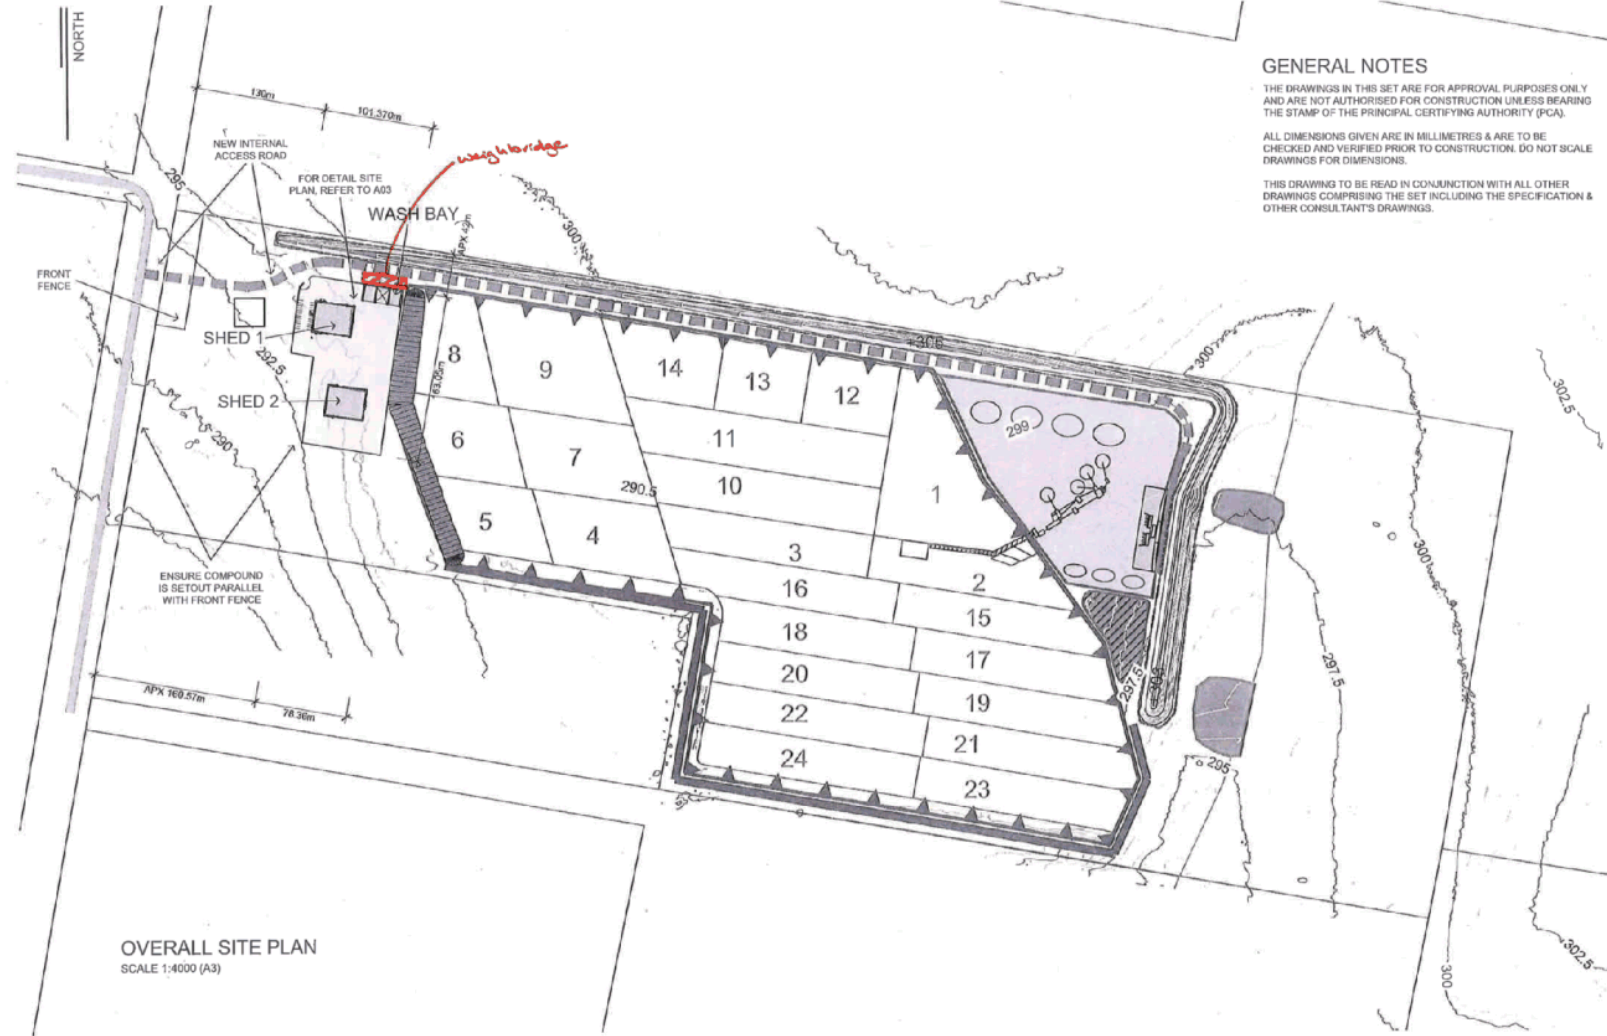 NORTH
GENERAL NOTES
THE DRAWINGS IN THIS SET ARE FOR APPROVAL PURPOSES ONLY
AND ARE NOT AUTHORISED FOR CONSTRUCTION UNLESS BEARING
THE STAMP OF THE PRINCIPAL CERTIFYING AUTHORITY (PCA).
ALL DIMENSIONS GIVEN ARE IN MILLIMETRES & ARE TO BE
CHECKED AND VERIFIED PRIOR TO CONSTRUCTION. DO NOT SCALE
DRAWINGS FOR DIMENSIONS.
THIS DRAWING TO BE READ IN CONJUNCTION WITH ALL OTHER
DRAWINGS COMPRISING THE SET INCLUDING THE SPECIFICATION &
OTHER CONSULTANT'S DRAWINGS.
130m
101.370m
weighbridge
NEW INTERNAL
ACCESS ROAD
FOR DETAIL SITE
PLAN, REFER TO A03
WASH BAY
295
300
FRONT
FENCE
SHED 1
292.5
SHED 2
290
63.05m
+306
300
302.5
8
9
14
13
12
299
6
7
11
10
290.5
1
5
4
3
2
16
15
18
17
20
19
22
21
24
23
297.5
+303
300
297.5
295
ENSURE COMPOUND
IS SETOUT PARALLEL
WITH FRONT FENCE
APX 160.57m
78.36m
302.5
300
OVERALL SITE PLAN
SCALE 1:4000 (A3)